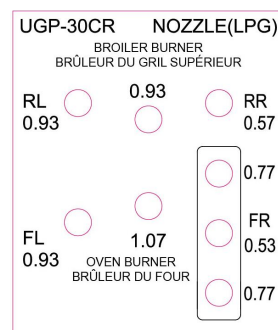 UGP-30CR NOZZLE(LPG)
BROILER BURNER
BRÛLEUR DU GRIL SUPÉRIEUR
RL
0.93
0.93
RR
0.57
0.77
FL
0.93
1.07
OVEN BURNER
BRÛLEUR DU FOUR
FR
0.53
0.77